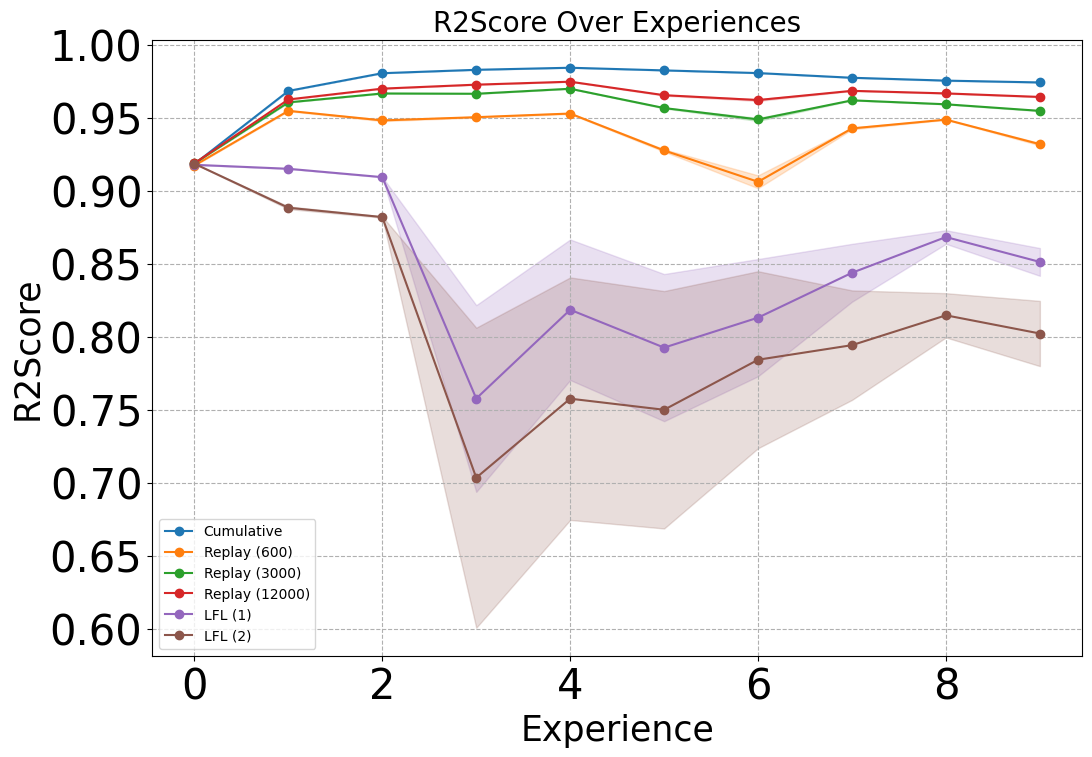 R2Score Over Experiences
R2Score
1.00
0.95
0.90
0.85
0.80
0.75
0.70
0.65
0.60
Cumulative
Replay (600)
Replay (3000)
Replay (12000)
LFL (1)
LFL (2)
0 2 4 6 8
Experience